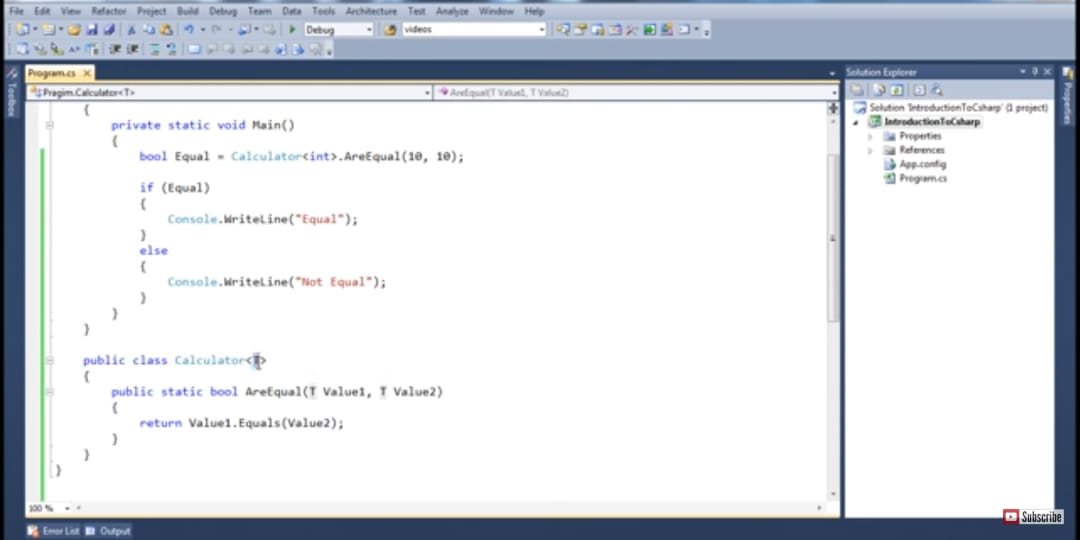 File Edit View Refactor Project Build Debug Team Data Tools Architecture Test Analyze Window Help
Debug videos
Program.cs
Solution Explorer
Toolbox
Properties
Pragim.Calculator<T> AreEqual(T Value1, T Value2)
{
private static void Main()
{
bool Equal = Calculator<int>.AreEqual(10, 10);
if (Equal)
{
Console.WriteLine("Equal");
}
else
{
Console.WriteLine("Not Equal");
}
}
}
public class Calculator<T>
{
public static bool AreEqual(T Value1, T Value2)
{
return Value1.Equals(Value2);
}
}
}
Solution 'IntroductionToCsharp' (1 project)
IntroductionToCsharp
Properties
References
App.config
Program.cs
100 %
Error List Output
Subscribe